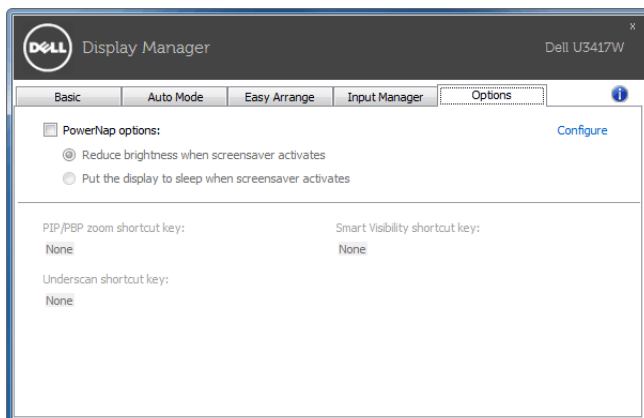 DELL Display Manager Dell U3417W x
Basic Auto Mode Easy Arrange Input Manager Options i
PowerNap options: Configure
Reduce brightness when screensaver activates
Put the display to sleep when screensaver activates
PIP/PBP zoom shortcut key: Smart Visibility shortcut key:
None None
Underscan shortcut key:
None